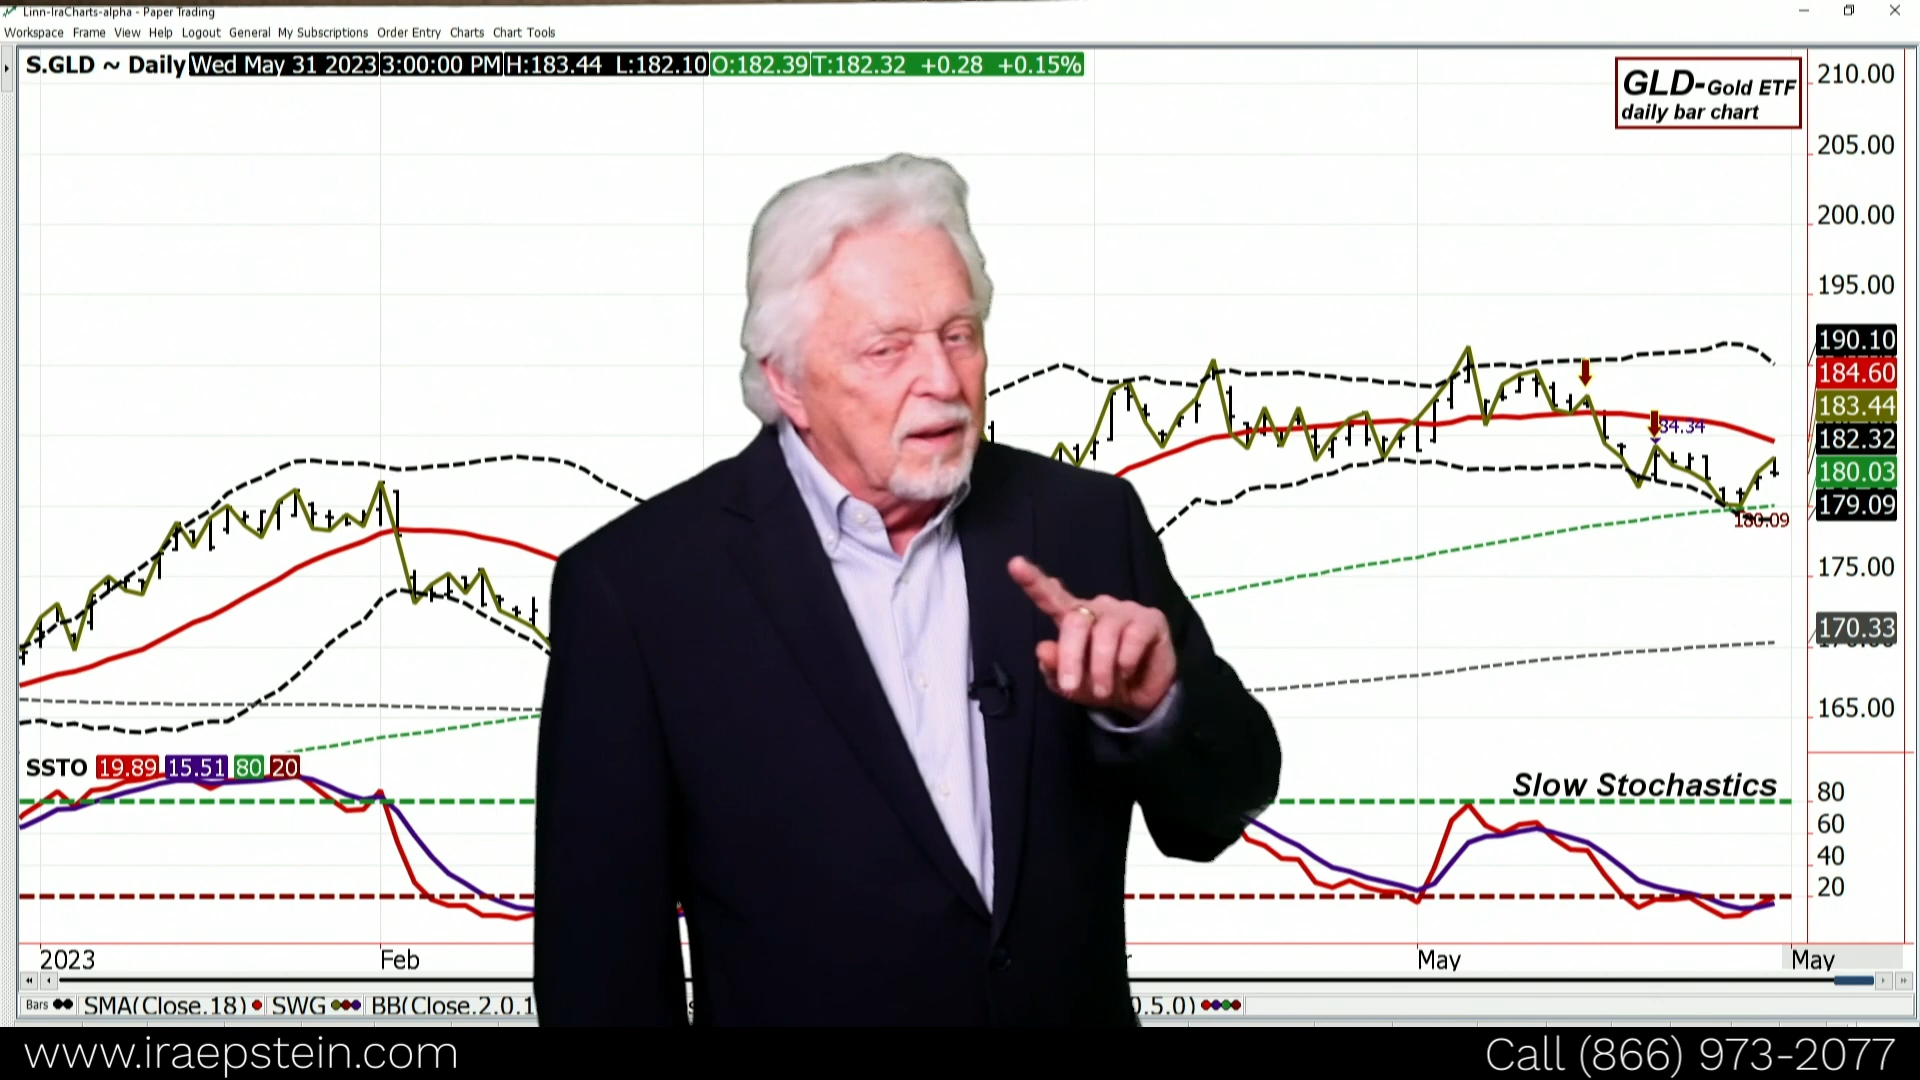 Linn-IraCharts-alpha - Paper Trading
Workspace Frame View Help Logout General My Subscriptions Order Entry Charts Chart Tools
S.GLD ~ Daily Wed May 31 2023 3:00:00 PM H:183.44 L:182.10 O:182.39 T:182.32 +0.28 +0.15%
GLD-Gold ETF
daily bar chart
210.00
205.00
200.00
195.00
190.10
184.60
183.44
182.32
180.03
179.09
175.00
170.33
165.00
84.34
180.09
SSTO 19.89 15.51 80 20
Slow Stochastics
80
60
40
20
2023 Feb May May
Bars SMA(Close.18) SWG BB(Close.2.0.1 0.5.0)
www.iraepstein.com
Call (866) 973-2077